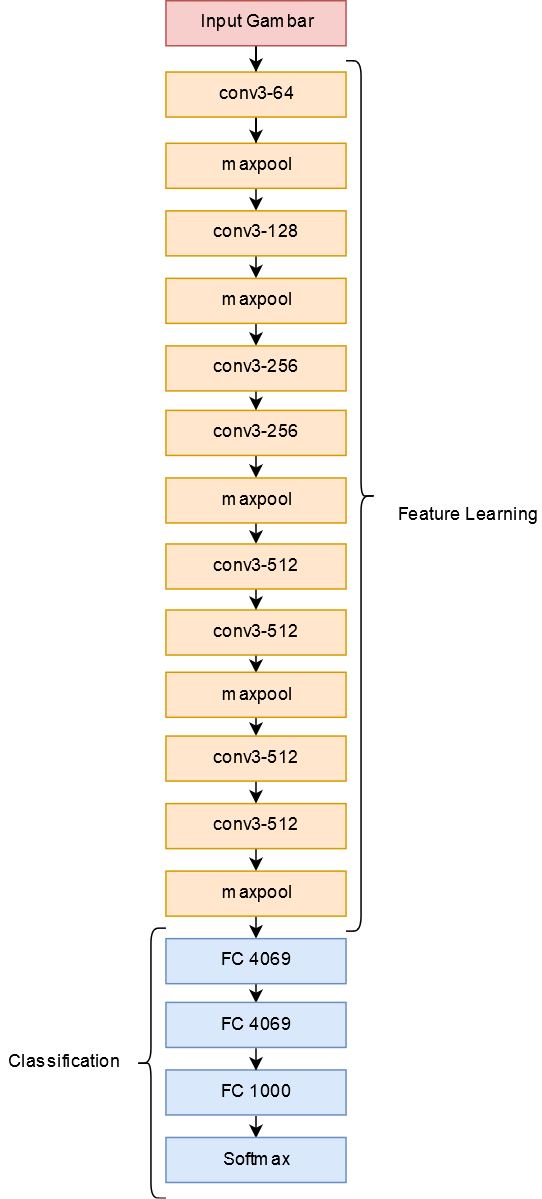 Input Gambar
conv3-64
maxpool
conv3-128
maxpool
conv3-256
conv3-256
maxpool
Feature Learning
conv3-512
conv3-512
maxpool
conv3-512
conv3-512
maxpool
FC 4069
FC 4069
Classification
FC 1000
Softmax